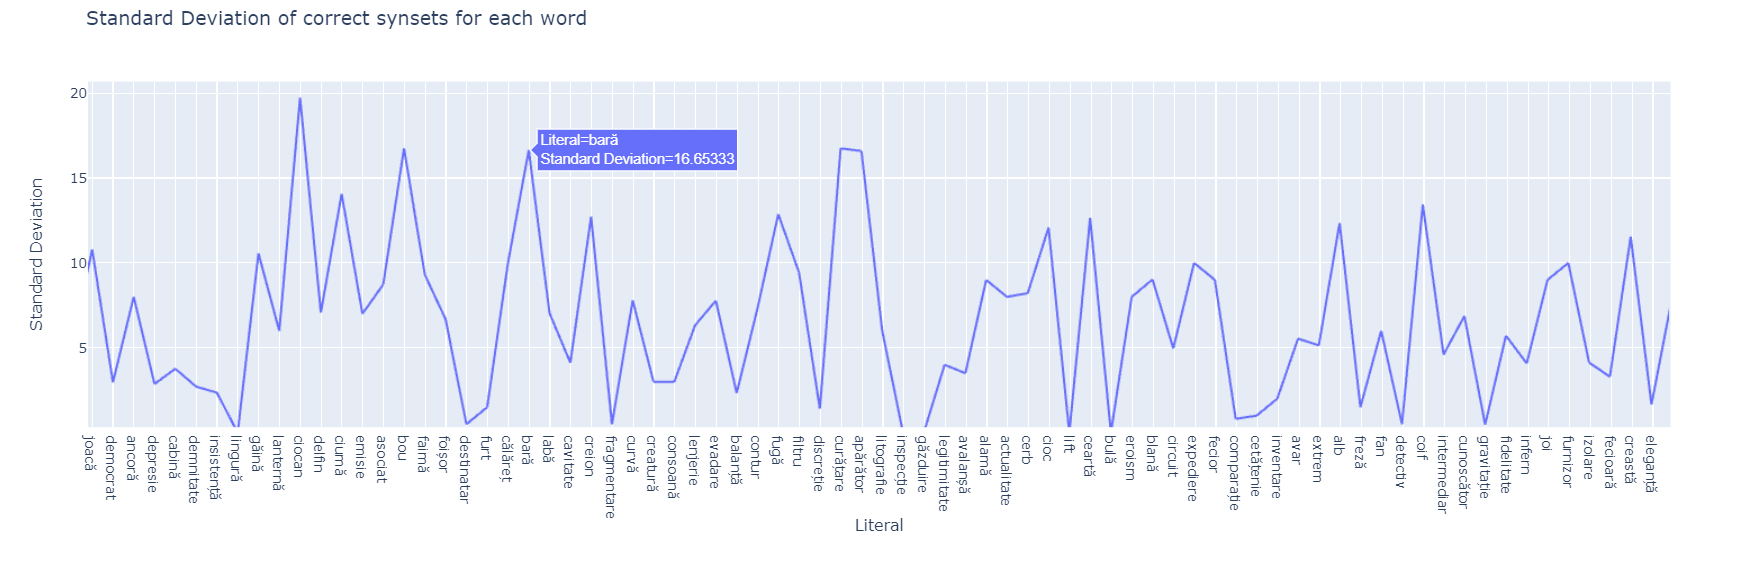 Standard Deviation of correct synsets for each word
20
15
10
5
Standard Deviation
Literal=bară
Standard Deviation=16.65333
joacă
democrat
ancoră
depresie
cabină
demnitate
insistență
lingură
găină
lanternă
ciocan
delfin
ciumă
emisie
asociat
bou
faimă
foișor
destinatar
furt
călăreț
bară
labă
cavitate
creion
fragmentare
curvă
creatură
consoană
lenjerie
evadare
balanță
contur
fugă
filtru
discreție
curățare
apărător
litografie
inspecție
găzduire
legitimitate
avalanșă
alamă
actualitate
cerb
cioc
lift
ceartă
bulă
eroism
blană
circuit
expediere
fecior
comparație
cetățenie
inventare
avar
extrem
alb
freză
fan
detectiv
coif
intermediar
cunoscător
gravitație
fidelitate
infern
joi
furnizor
izolare
fecioară
creastă
eleganță
Literal